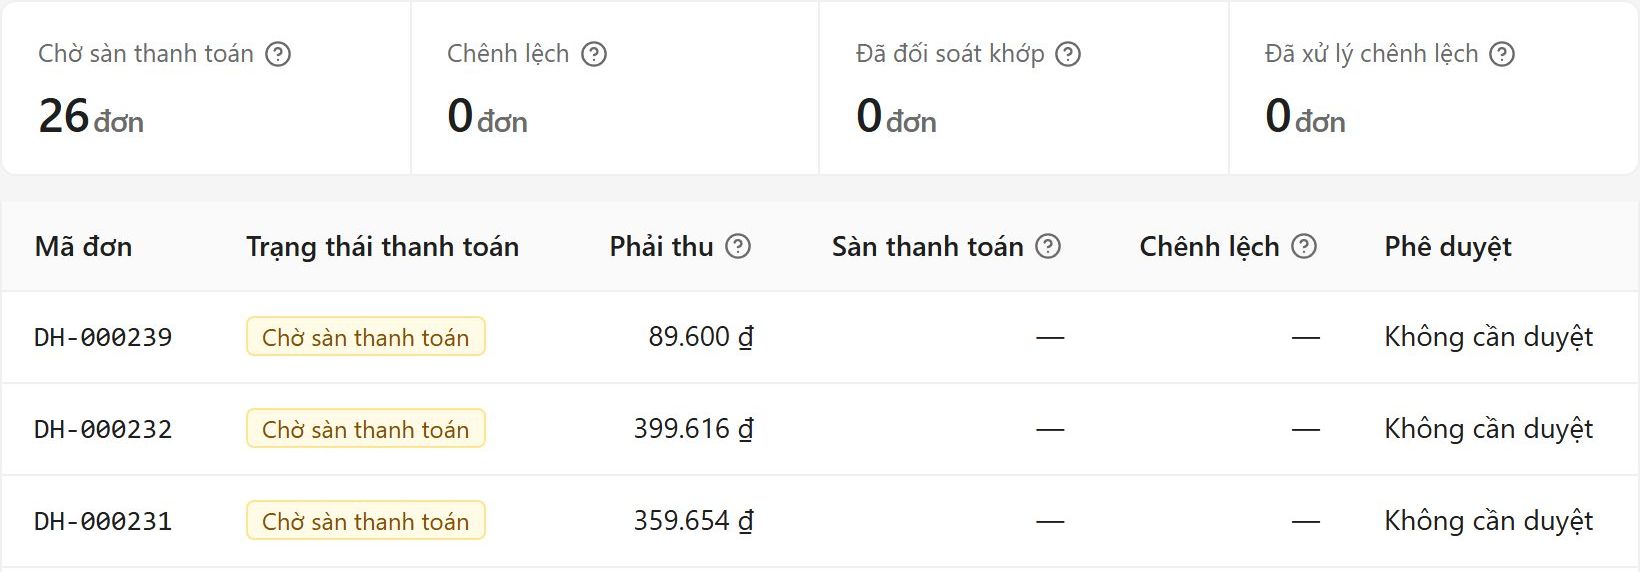 Chờ sàn thanh toán Chênh lệch Đã đối soát khớp Đã xử lý chênh lệch
26 đơn 0 đơn 0 đơn 0 đơn
Mã đơn Trạng thái thanh toán Phải thu Sàn thanh toán Chênh lệch Phê duyệt
DH-000239 Chờ sàn thanh toán 89.600 ₫ — — Không cần duyệt
DH-000232 Chờ sàn thanh toán 399.616 ₫ — — Không cần duyệt
DH-000231 Chờ sàn thanh toán 359.654 ₫ — — Không cần duyệt